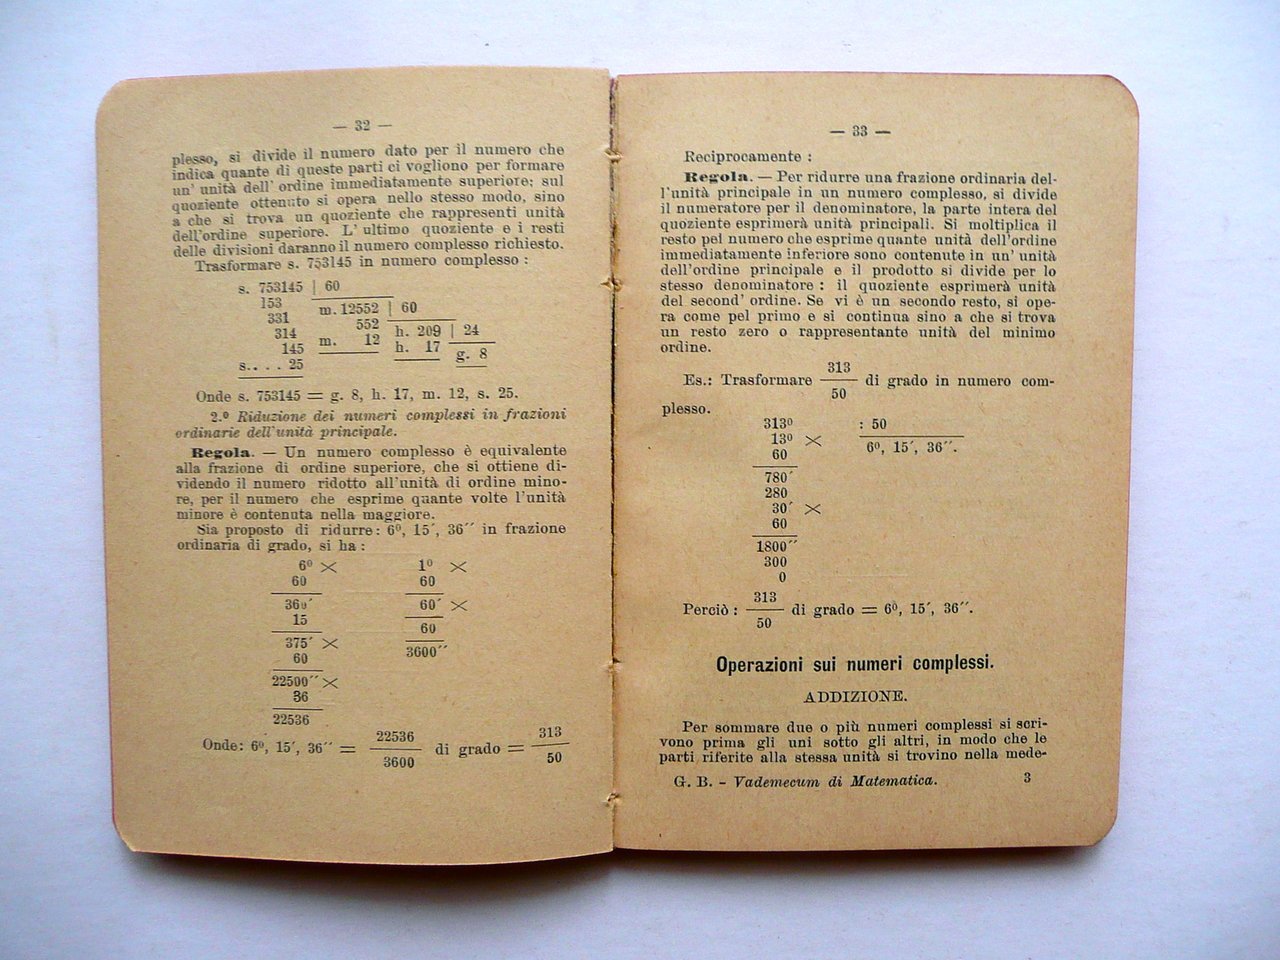 — 32 —
plesso, si divide il numero dato per il numero che
indica quante di queste parti ci vogliono per formare
un' unità dell' ordine immediatamente superiore; sul
quoziente ottenuto si opera nello stesso modo, sino
a che si trova un quoziente che rappresenti unità
dell'ordine superiore. L' ultimo quoziente e i resti
delle divisioni daranno il numero complesso richiesto.
Trasformare s. 753145 in numero complesso :
s. 753145 | 60
153 m. 12552 | 60
331 552 h. 209 | 24
314 m. 12 h. 17 g. 8
145
s.. . . 25
Onde s. 753145 = g. 8, h. 17, m. 12, s. 25.
2.º Riduzione dei numeri complessi in frazioni
ordinarie dell'unità principale.
Regola. — Un numero complesso è equivalente
alla frazione di ordine superiore, che si ottiene di-
videndo il numero ridotto all'unità di ordine mino-
re, per il numero che esprime quante volte l'unità
minore è contenuta nella maggiore.
Sia proposto di ridurre: 6º, 15´, 36´´ in frazione
ordinaria di grado, si ha :
6º × 1º ×
60 60
360´ 60´ ×
15 60
375´ × 3600´´
60
22500´´ ×
36
22536
Onde: 6º, 15´, 36´´ = 22536/3600 di grado = 313/50
— 33 —
Reciprocamente :
Regola. — Per ridurre una frazione ordinaria del-
l'unità principale in un numero complesso, si divide
il numeratore per il denominatore, la parte intera del
quoziente esprimerà unità principali. Si moltiplica il
resto pel numero che esprime quante unità dell'ordine
immediatamente inferiore sono contenute in un' unità
dell'ordine principale e il prodotto si divide per lo
stesso denominatore : il quoziente esprimerà unità
del second' ordine. Se vi è un secondo resto, si ope-
ra come pel primo e si continua sino a che si trova
un resto zero o rappresentante unità del minimo
ordine.
Es.: Trasformare 313/50 di grado in numero com-
plesso.
313º : 50
13º × 6º, 15´, 36´´.
60
780´
280
30´ ×
60
1800´´
300
0
Perciò : 313/50 di grado = 6º, 15´, 36´´.
Operazioni sui numeri complessi.
ADDIZIONE.
Per sommare due o più numeri complessi si scri-
vono prima gli uni sotto gli altri, in modo che le
parti riferite alla stessa unità si trovino nella mede-
G. B. - Vademecum di Matematica. 3